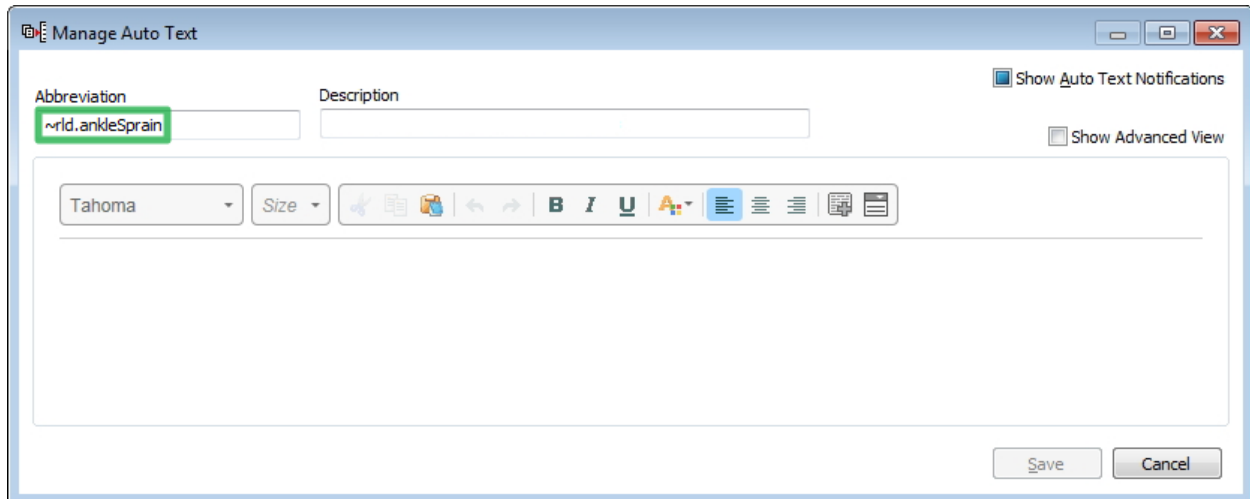 Manage Auto Text
Show Auto Text Notifications
Abbreviation
Description
~rld.ankleSprain
Show Advanced View
Tahoma
Size
B I U A
Save
Cancel